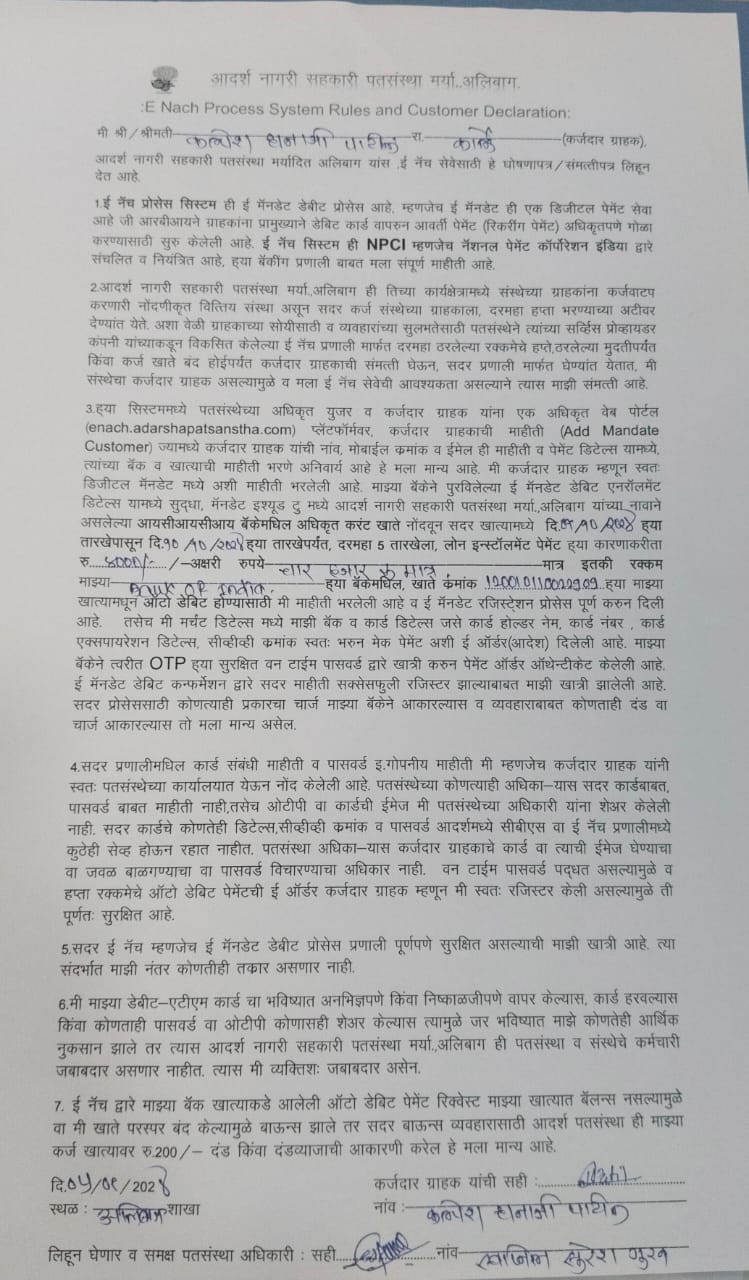 आदर्श नागरी सहकारी पतसंस्था मर्या.,अलिबाग.
:E Nach Process System Rules and Customer Declaration:
मी श्री/श्रीमती कल्पेश हानाजी पाटील रा. कार्ले (कर्जदार ग्राहक),
आदर्श नागरी सहकारी पतसंस्था मर्यादित अलिबाग यांस ,ई नॅच सेवेसाठी हे घोषणापत्र/संमत्तीपत्र लिहून
देत आहे.
1.ई नॅच प्रोसेस सिस्टिम ही ई मॅनडेट डेबीट प्रोसेस आहे, म्हणजेच ई मॅनडेट ही एक डिजीटल पेमेंट सेवा
आहे जी आरबीआयने ग्राहकांना प्रामुख्याने डेबिट कार्ड वापरुन आवर्ती पेमेंट (रिकरींग पेमेंट) अधिकृतपणे गोळा
करण्यासाठी सुरु केलेली आहे. ई नॅच सिस्टम ही NPCI म्हणजेच नॅशनल पेमेंट कॉर्पोरेशन इंडिया द्वारे
संचलित व नियंत्रित आहे, हया बॅकींग प्रणाली बाबत मला संपूर्ण माहीती आहे.
2.आदर्श नागरी सहकारी पतसंस्था मर्या.,अलिबाग ही तिच्या कार्यक्षेत्रामध्ये संस्थेच्या ग्राहकांना कर्जवाटप
करणारी नोंदणीकृत वित्तिय संस्था असून सदर कर्ज संस्थेच्या ग्राहकाला, दरमहा हप्ता भरण्याच्या अटीवर
देण्यांत येते. अशा वेळी ग्राहकाच्या सोयीसाठी व व्यवहारांच्या सुलभतेसाठी पतसंस्थेने त्यांच्या सर्व्हिस प्रोव्हायडर
कंपनी यांच्याकडून विकसित केलेल्या ई नॅच प्रणाली मार्फत दरमहा ठरलेल्या रक्कमेचे हप्ते,ठरलेल्या मुदतीपर्यंत
किंवा कर्ज खाते बंद होईपर्यंत कर्जदार ग्राहकाची संमत्ती घेऊन, सदर प्रणाली मार्फत घेण्यांत येतात, मी
संस्थेचा कर्जदार ग्राहक असल्यामुळे व मला ई नॅच सेवेची आवश्यकता असल्याने त्यास माझी संमत्ती आहे.
3.हया सिस्टममध्ये पतसंस्थेच्या अधिकृत युजर व कर्जदार ग्राहक यांना एक अधिकृत वेब पोर्टल
(enach.adarshapatsanstha.com) प्लॅटफॉर्मवर, कर्जदार ग्राहकाची माहीती (Add Mandate
Customer) ज्यामध्ये कर्जदार ग्राहक यांची नांव, मोबाईल क्रमांक व ईमेल ही माहीती व पेमेंट डिटेल्स यामध्ये,
त्यांच्या बॅक व खात्याची माहीती भरणे अनिवार्य आहे हे मला मान्य आहे. मी कर्जदार ग्राहक म्हणून स्वतः
डिजीटल मॅनडेट मध्ये अशी माहीती भरलेली आहे. माझ्या बॅकेने पुरविलेल्या ई मॅनडेट डेबिट एनरॉलमेंट
डिटेल्स यामध्ये सुद्धा, मॅनडेट इश्यूड टु मध्ये आदर्श नागरी सहकारी पतसंस्था मर्या.,अलिबाग यांच्या नावाने
असलेल्या आयसीआयसीआय बॅकेमधिल अधिकृत करंट खाते नोंदवून सदर खात्यामध्ये दि. /१०/ हया
तारखेपासून दि.१०/१०/ हया तारखेपर्यंत, दरमहा 5 तारखेला, लोन इन्स्टॉलमेंट पेमेंट हया कारणाकरीता
रु.४000/-/-अक्षरी रुपये चार हजार रु मात्र. मात्र इतकी रक्कम
माझ्या Bank of India. हया बॅकेमधिल, खाते क्रमांक हया माझ्या
खात्यामधून ऑटो डेबिट होण्यासाठी मी माहीती भरलेली आहे व ई मॅनडेट रजिस्ट्रेशन प्रोसेस पूर्ण करुन दिली
आहे. तसेच मी मर्चंट डिटेल्स मध्ये माझी बॅक व कार्ड डिटेल्स जसे कार्ड होल्डर नेम, कार्ड नंबर , कार्ड
एक्सपायरेशन डिटेल्स, सीव्हीव्ही क्रमांक स्वतः भरुन मेक पेमेंट अशी ई ऑर्डर(आदेश) दिलेली आहे. माझ्या
बॅकेने त्वरीत OTP हया सुरक्षित वन टाईम पासवर्ड द्वारे खात्री करुन पेमेंट ऑर्डर ऑथेन्टीकेट केलेली आहे.
ई मॅनडेट डेबिट कन्फर्मेशन द्वारे सदर माहीती सक्सेसफुली रजिस्टर झाल्याबाबत माझी खात्री झालेली आहे.
सदर प्रोसेससाठी कोणत्याही प्रकारचा चार्ज माझ्या बॅकेने आकारल्यास व व्यवहाराबाबत कोणताही दंड वा
चार्ज आकारल्यास तो मला मान्य असेल.
4.सदर प्रणालीमधिल कार्ड संबंधी माहीती व पासवर्ड इ.गोपनीय माहीती मी म्हणजेच कर्जदार ग्राहक यांनी
स्वतः पतसंस्थेच्या कार्यालयात येऊन नोंद केलेली आहे. पतसंस्थेच्या कोणत्याही अधिका–यास सदर कार्डबाबत,
पासवर्ड बाबत माहीती नाही,तसेच ओटीपी वा कार्डची ईमेज मी पतसंस्थेच्या अधिकारी यांना शेअर केलेली
नाही. सदर कार्डचे कोणतेही डिटेल्स,सीव्हीव्ही क्रमांक व पासवर्ड आदर्शमध्ये सीबीएस वा ई नॅच प्रणालीमध्ये
कुठेही सेव्ह होऊन रहात नाहीत. पतसंस्था अधिका–यास कर्जदार ग्राहकाचे कार्ड वा त्याची ईमेज घेण्याचा
वा जवळ बाळगण्याचा वा पासवर्ड विचारण्याचा अधिकार नाही. वन टाईम पासवर्ड पद्धत असल्यामुळे व
हप्ता रक्कमेचे ऑटो डेबिट पेमेंटची ई ऑर्डर कर्जदार ग्राहक म्हणून मी स्वतः रजिस्टर केली असल्यामुळे ती
पूर्णतः सुरक्षित आहे.
5.सदर ई नॅच म्हणजेच ई मॅनडेट डेबीट प्रोसेस प्रणाली पूर्णपणे सुरक्षित असल्याची माझी खात्री आहे. त्या
संदर्भात माझी नंतर कोणतीही तक्रार असणार नाही.
6.मी माझ्या डेबीट–एटीएम कार्ड चा भविष्यात अनभिज्ञपणे किंवा निष्काळजीपणे वापर केल्यास, कार्ड हरवल्यास
किंवा कोणताही पासवर्ड वा ओटीपी कोणासही शेअर केल्यास त्यामुळे जर भविष्यात माझे कोणतेही आर्थिक
नुकसान झाले तर त्यास आदर्श नागरी सहकारी पतसंस्था मर्या.,अलिबाग ही पतसंस्था व संस्थेचे कर्मचारी
जबाबदार असणार नाहीत. त्यास मी व्यक्तिशः जबाबदार असेन.
7. ई नॅच द्वारे माझ्या बॅक खात्याकडे आलेली ऑटो डेबिट पेमेंट रिक्वेस्ट माझ्या खात्यात बॅलन्स नसल्यामुळे
वा मी खाते परस्पर बंद केल्यामुळे बाऊन्स झाले तर सदर बाऊन्स व्यवहारासाठी आदर्श पतसंस्था ही माझ्या
कर्ज खात्यावर रु.200/– दंड किंवा दंडव्याजाची आकारणी करेल हे मला मान्य आहे.
दि.०५/०९/202४ कर्जदार ग्राहक यांची सही :
स्थळ : अलिबाग शाखा नांव: कल्पेश हानाजी पाटील
लिहून घेणार व समक्ष पतसंस्था अधिकारी : सही नांव स्वप्नील सुरेश गुरव